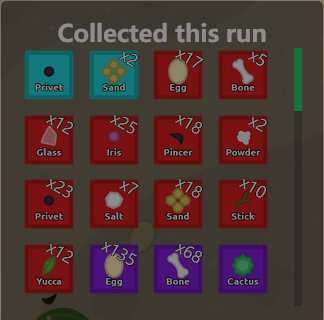 Collected this run
Privet
x2 Sand
x17 Egg
x5 Bone
x12 Glass
x25 Iris
x18 Pincer
x2 Powder
x23 Privet
x7 Salt
x18 Sand
x10 Stick
x12 Yucca
x135 Egg
x68 Bone
Cactus